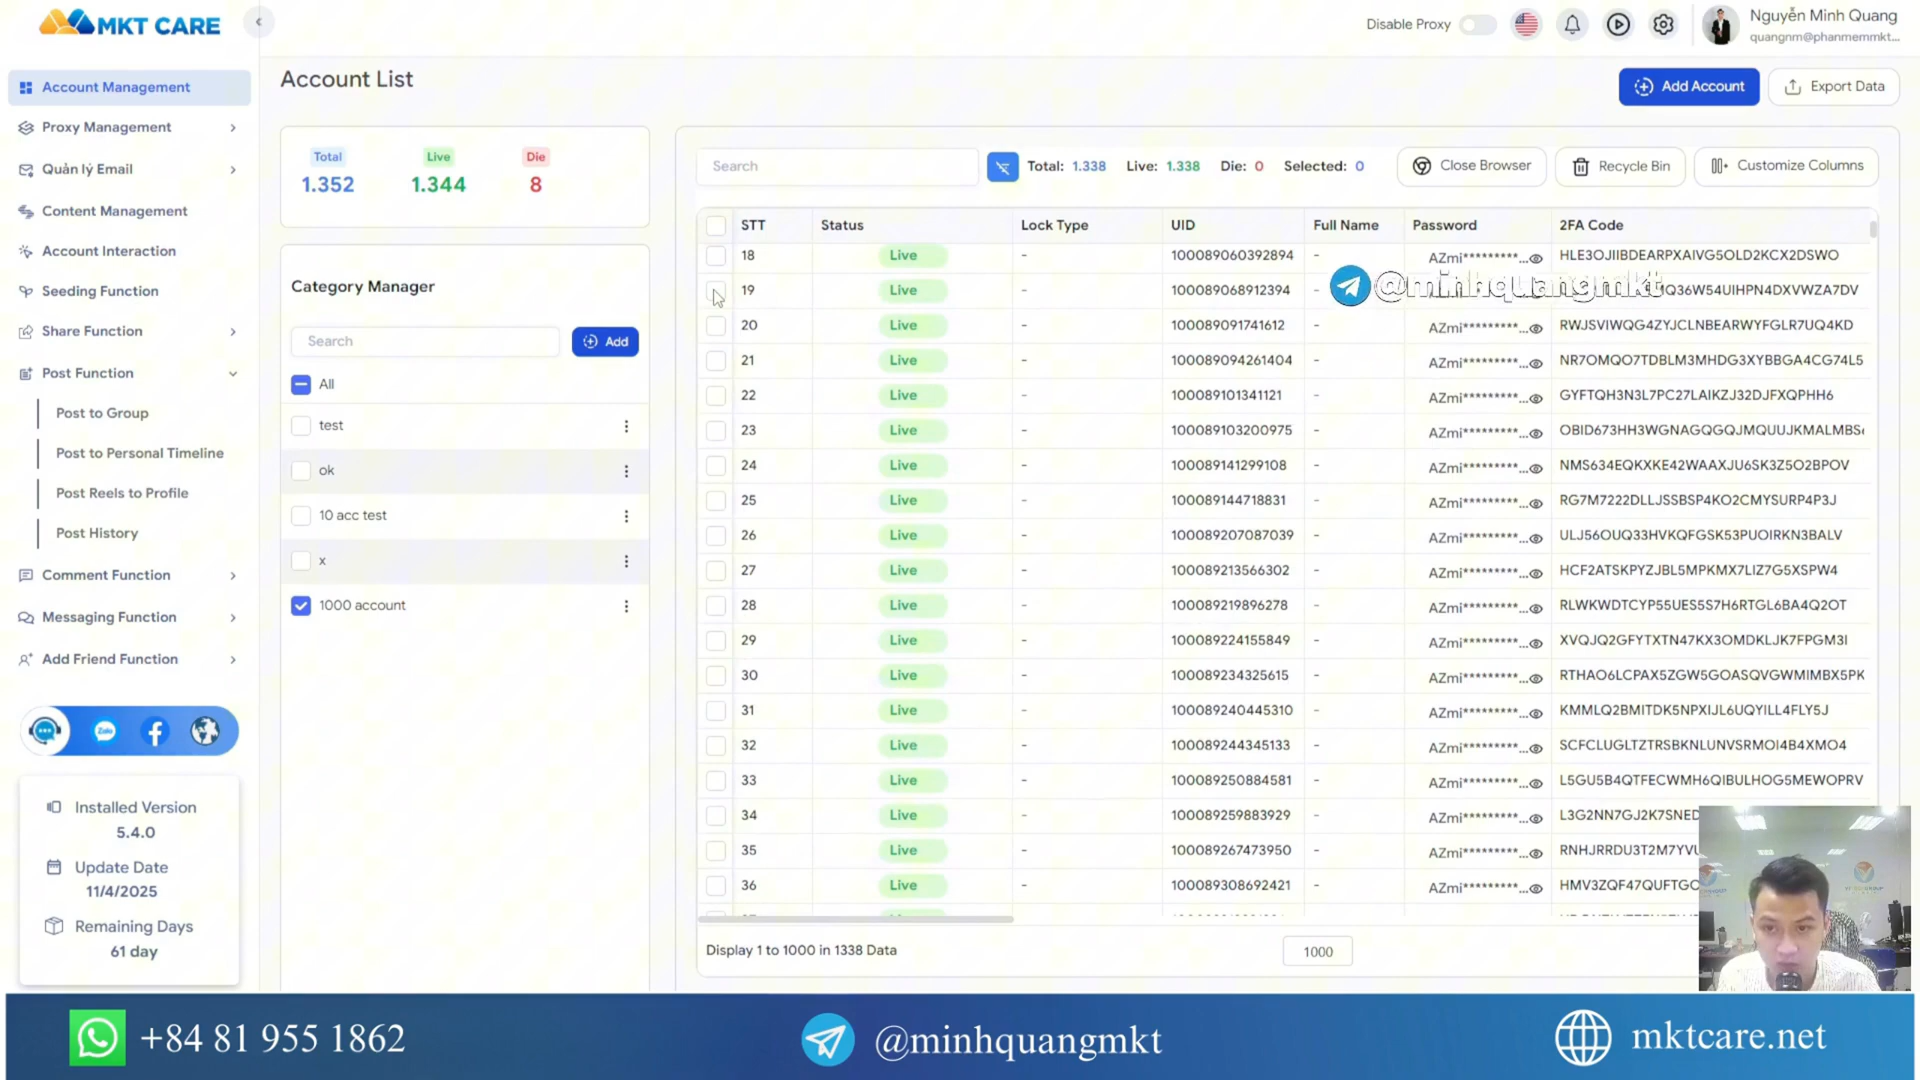 MKT CARE
Disable Proxy
Nguyễn Minh Quang
quangnm@phanmemmkt...
Account Management
Proxy Management
Quản lý Email
Content Management
Account Interaction
Seeding Function
Share Function
Post Function
Post to Group
Post to Personal Timeline
Post Reels to Profile
Post History
Comment Function
Messaging Function
Add Friend Function
Installed Version
5.4.0
Update Date
11/4/2025
Remaining Days
61 day
Account List
Add Account
Export Data
Total Live Die
1.352 1.344 8
Category Manager
Search
Add
All
test
ok
10 acc test
x
1000 account
Search
Total: 1.338 Live: 1.338 Die: 0 Selected: 0
Close Browser
Recycle Bin
Customize Columns
STT Status Lock Type UID Full Name Password 2FA Code
18 Live - 100089060392894 - AZmi*********... HLE3OJIIBDEARPXAIVG5OLD2KCX2DSWO
19 Live - 100089068912394 - Q36W54UIHPN4DXVWZA7DV
@minhquangmkt
20 Live - 100089091741612 - AZmi*********... RWJSVIWQG4ZYJCLNBEARWYFGLR7UQ4KD
21 Live - 100089094261404 - AZmi*********... NR7OMQO7TDBLM3MHDG3XYBBGA4CG74L5
22 Live - 100089101341121 - AZmi*********... GYFTQH3N3L7PC27LAIKZJ32DJFXQPHH6
23 Live - 100089103200975 - AZmi*********... OBID673HH3WGNAGQGQJMQUUJKMALMBS
24 Live - 100089141299108 - AZmi*********... NMS634EQKXKE42WAAXJU6SK3Z5O2BPOV
25 Live - 100089144718831 - AZmi*********... RG7M7222DLLJSSBSP4KO2CMYSURP4P3J
26 Live - 100089207087039 - AZmi*********... ULJ56OUQ33HVKQFGSK53PUOIRKN3BALV
27 Live - 100089213566302 - AZmi*********... HCF2ATSKPYZJBL5MPKMX7LIZ7G5XSPW4
28 Live - 100089219896278 - AZmi*********... RLWKWDTCYP55UES5S7H6RTGL6BA4Q2OT
29 Live - 100089224155849 - AZmi*********... XVQJQ2GFYTXTN47KX3OMDKLJK7FPGM3I
30 Live - 100089234325615 - AZmi*********... RTHAO6LCPAX5ZGW5GOASQVGWMIMBX5PK
31 Live - 100089240445310 - AZmi*********... KMMLQ2BMITDK5NPXIJL6UQYILL4FLY5J
32 Live - 100089244345133 - AZmi*********... SCFCLUGLTZTRSBKNLUNVSRMOI4B4XMO4
33 Live - 100089250884581 - AZmi*********... L5GU5B4QTFECWMH6QIBULHOG5MEWOPRV
34 Live - 100089259883929 - AZmi*********... L3G2NN7GJ2K7SNED
35 Live - 100089267473950 - AZmi*********... RNHJRRDU3T2M7YVU
36 Live - 100089308692421 - AZmi*********... HMV3ZQF47QUFTGC
Display 1 to 1000 in 1338 Data
1000
+84 81 955 1862
@minhquangmkt
mktcare.net